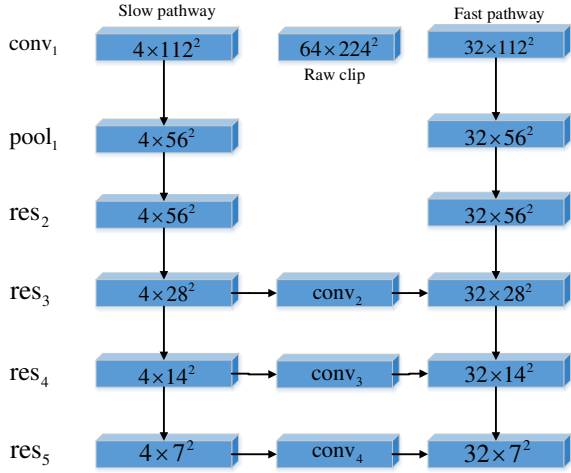 Slow pathway Fast pathway
conv₁ 4×112² 64×224² 32×112²
Raw clip
pool₁ 4×56² 32×56²
res₂ 4×56² 32×56²
res₃ 4×28² conv₂ 32×28²
res₄ 4×14² conv₃ 32×14²
res₅ 4×7² conv₄ 32×7²